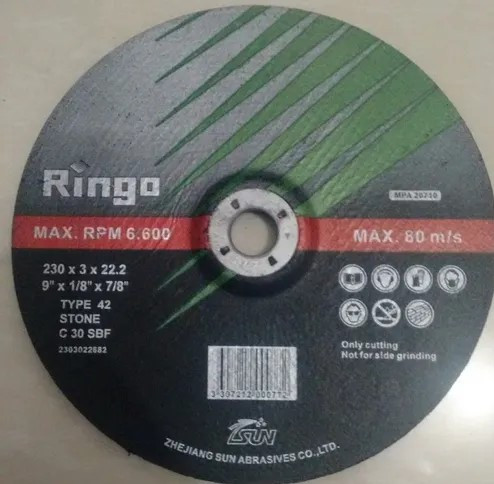 Ringo
MPA 20710
MAX. RPM 6.600
MAX. 80 m/s
230 x 3 x 22.2
9" x 1/8" x 7/8"
TYPE 42
STONE
C 30 SBF
2303022682
Only cutting
Not for side grinding
SUN
ZHEJIANG SUN ABRASIVES CO.,LTD.